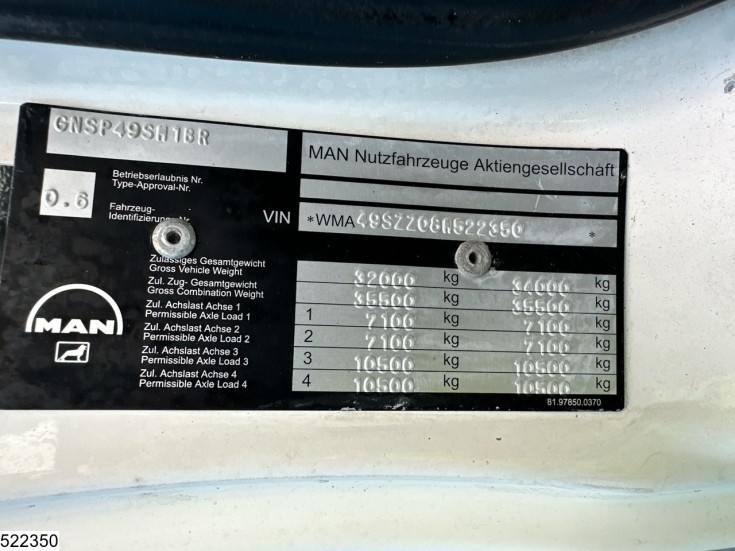 GNSP49SH1BR
MAN Nutzfahrzeuge Aktiengesellschaft
Betriebserlaubnis Nr.
Type-Approval-Nr.
0.6
Fahrzeug-
Identifizierungs-Nr.
VIN *WMA49SZZ08M522350 *
Zulässiges Gesamtgewicht
Gross Vehicle Weight
32000 kg 34000 kg
Zul. Zug- Gesamtgewicht
Gross Combination Weight
35500 kg 35500 kg
Zul. Achslast Achse 1
Permissible Axle Load 1
1 7100 kg 7100 kg
Zul. Achslast Achse 2
Permissible Axle Load 2
2 7100 kg 7100 kg
Zul. Achslast Achse 3
Permissible Axle Load 3
3 10500 kg 10500 kg
Zul. Achslast Achse 4
Permissible Axle Load 4
4 10500 kg 10500 kg
MAN
81.97850.0370
522350